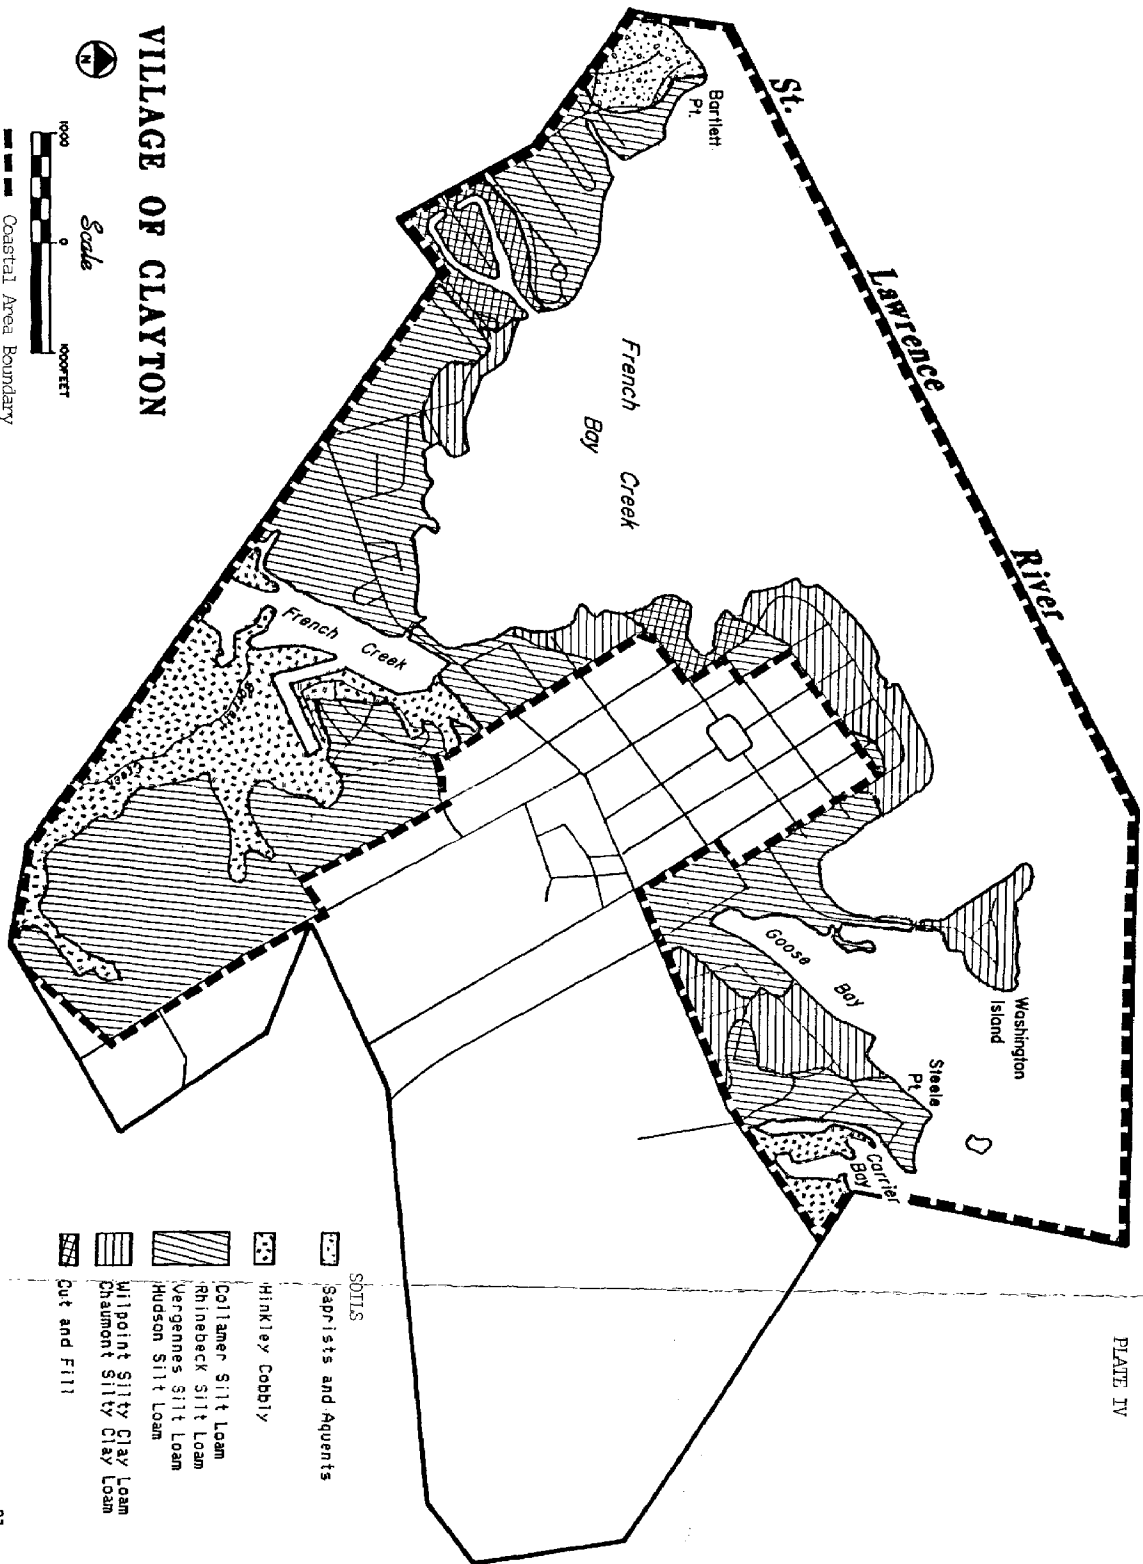 PLATE IV
St.
Lawrence
River
Bartlett
Pt.
French Creek
Bay
Washington
Island
Goose Bay
Steele
Pt.
Carrier
Bay
French Creek
Creek
VILLAGE OF CLAYTON
N
Scale
1000 0 1000FEET
Coastal Area Boundary
SOILS
Saprists and Aquents
Hinkley Cobbly
Collamer Silt Loam
Rhinebeck Silt Loam
Vergennes Silt Loam
Hudson Silt Loam
Wilpoint Silty Clay Loam
Chaumont Silty Clay Loam
Cut and Fill